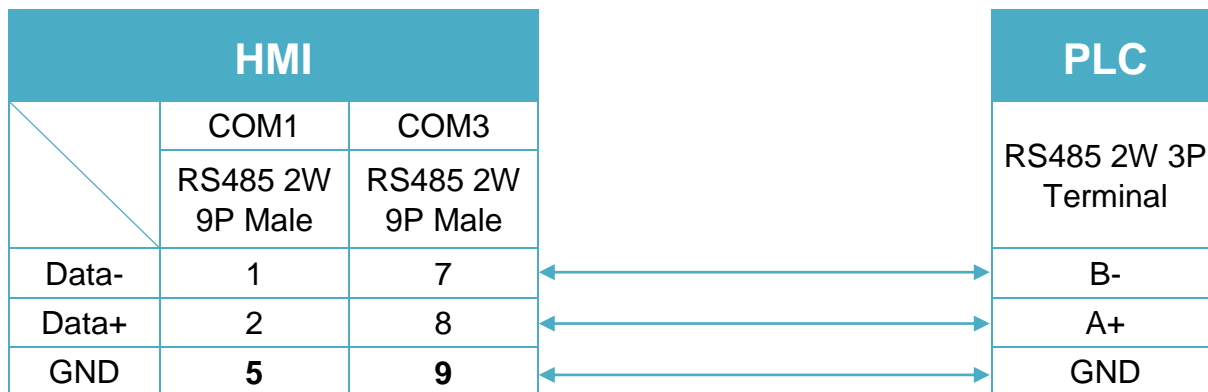 HMI
PLC
COM1 COM3
RS485 2W
9P Male
RS485 2W
9P Male
RS485 2W 3P
Terminal
Data- 1 7 B-
Data+ 2 8 A+
GND 5 9 GND